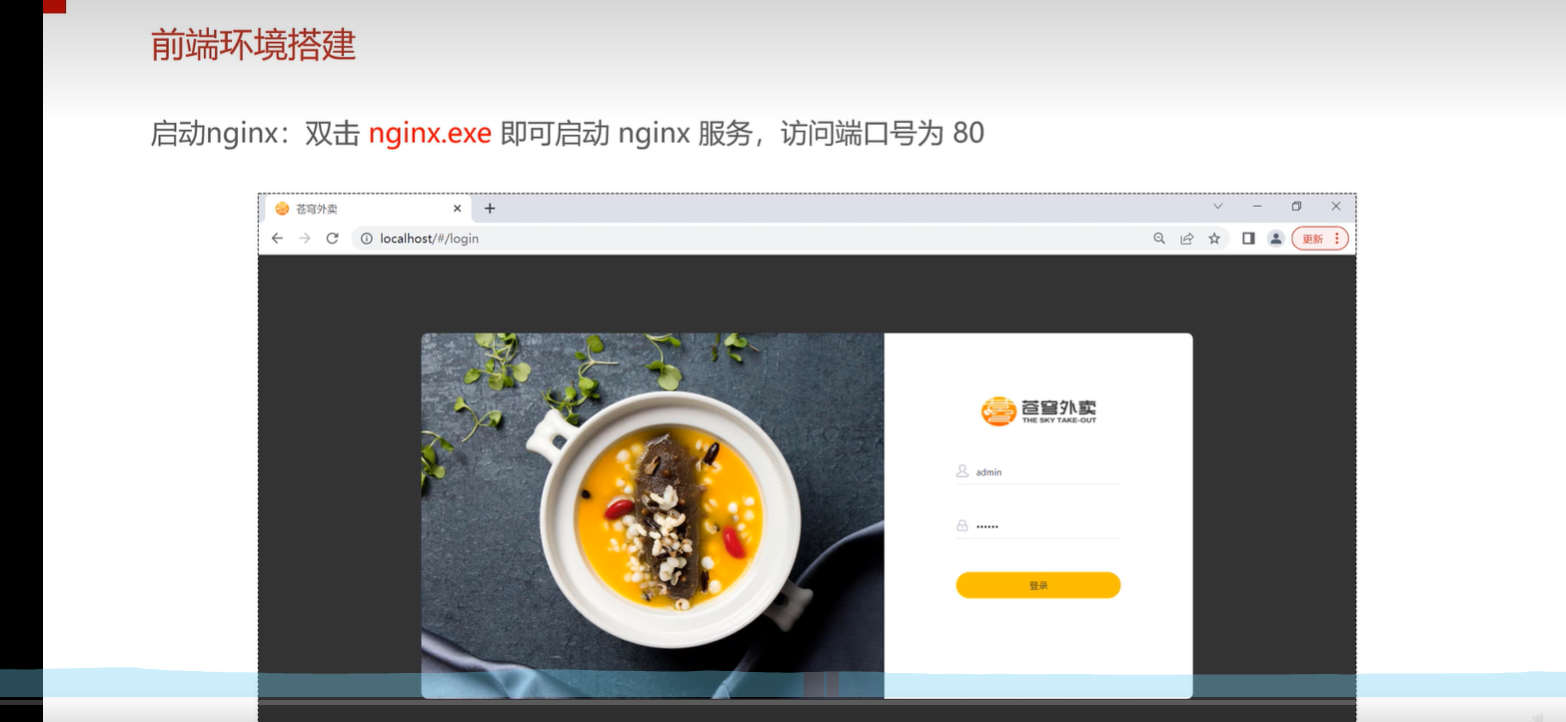 前端环境搭建
启动nginx：双击 nginx.exe 即可启动 nginx 服务，访问端口号为 80
苍穹外卖
localhost/#/login
更新
苍穹外卖
THE SKY TAKE-OUT
admin
••••••
登录